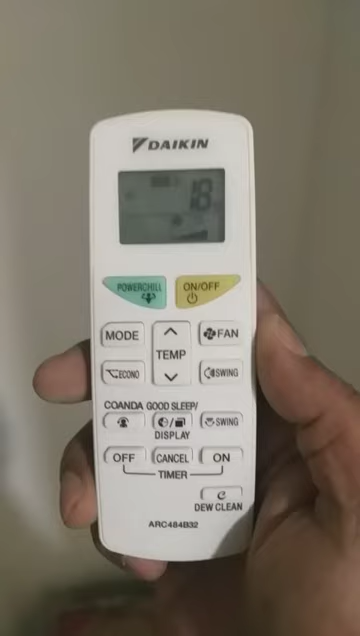 DAIKIN
18
POWERCHILL ON/OFF
MODE TEMP FAN
ECONO SWING
COANDA GOOD SLEEP/
SWING
DISPLAY
OFF CANCEL ON
TIMER
DEW CLEAN
ARC484B32